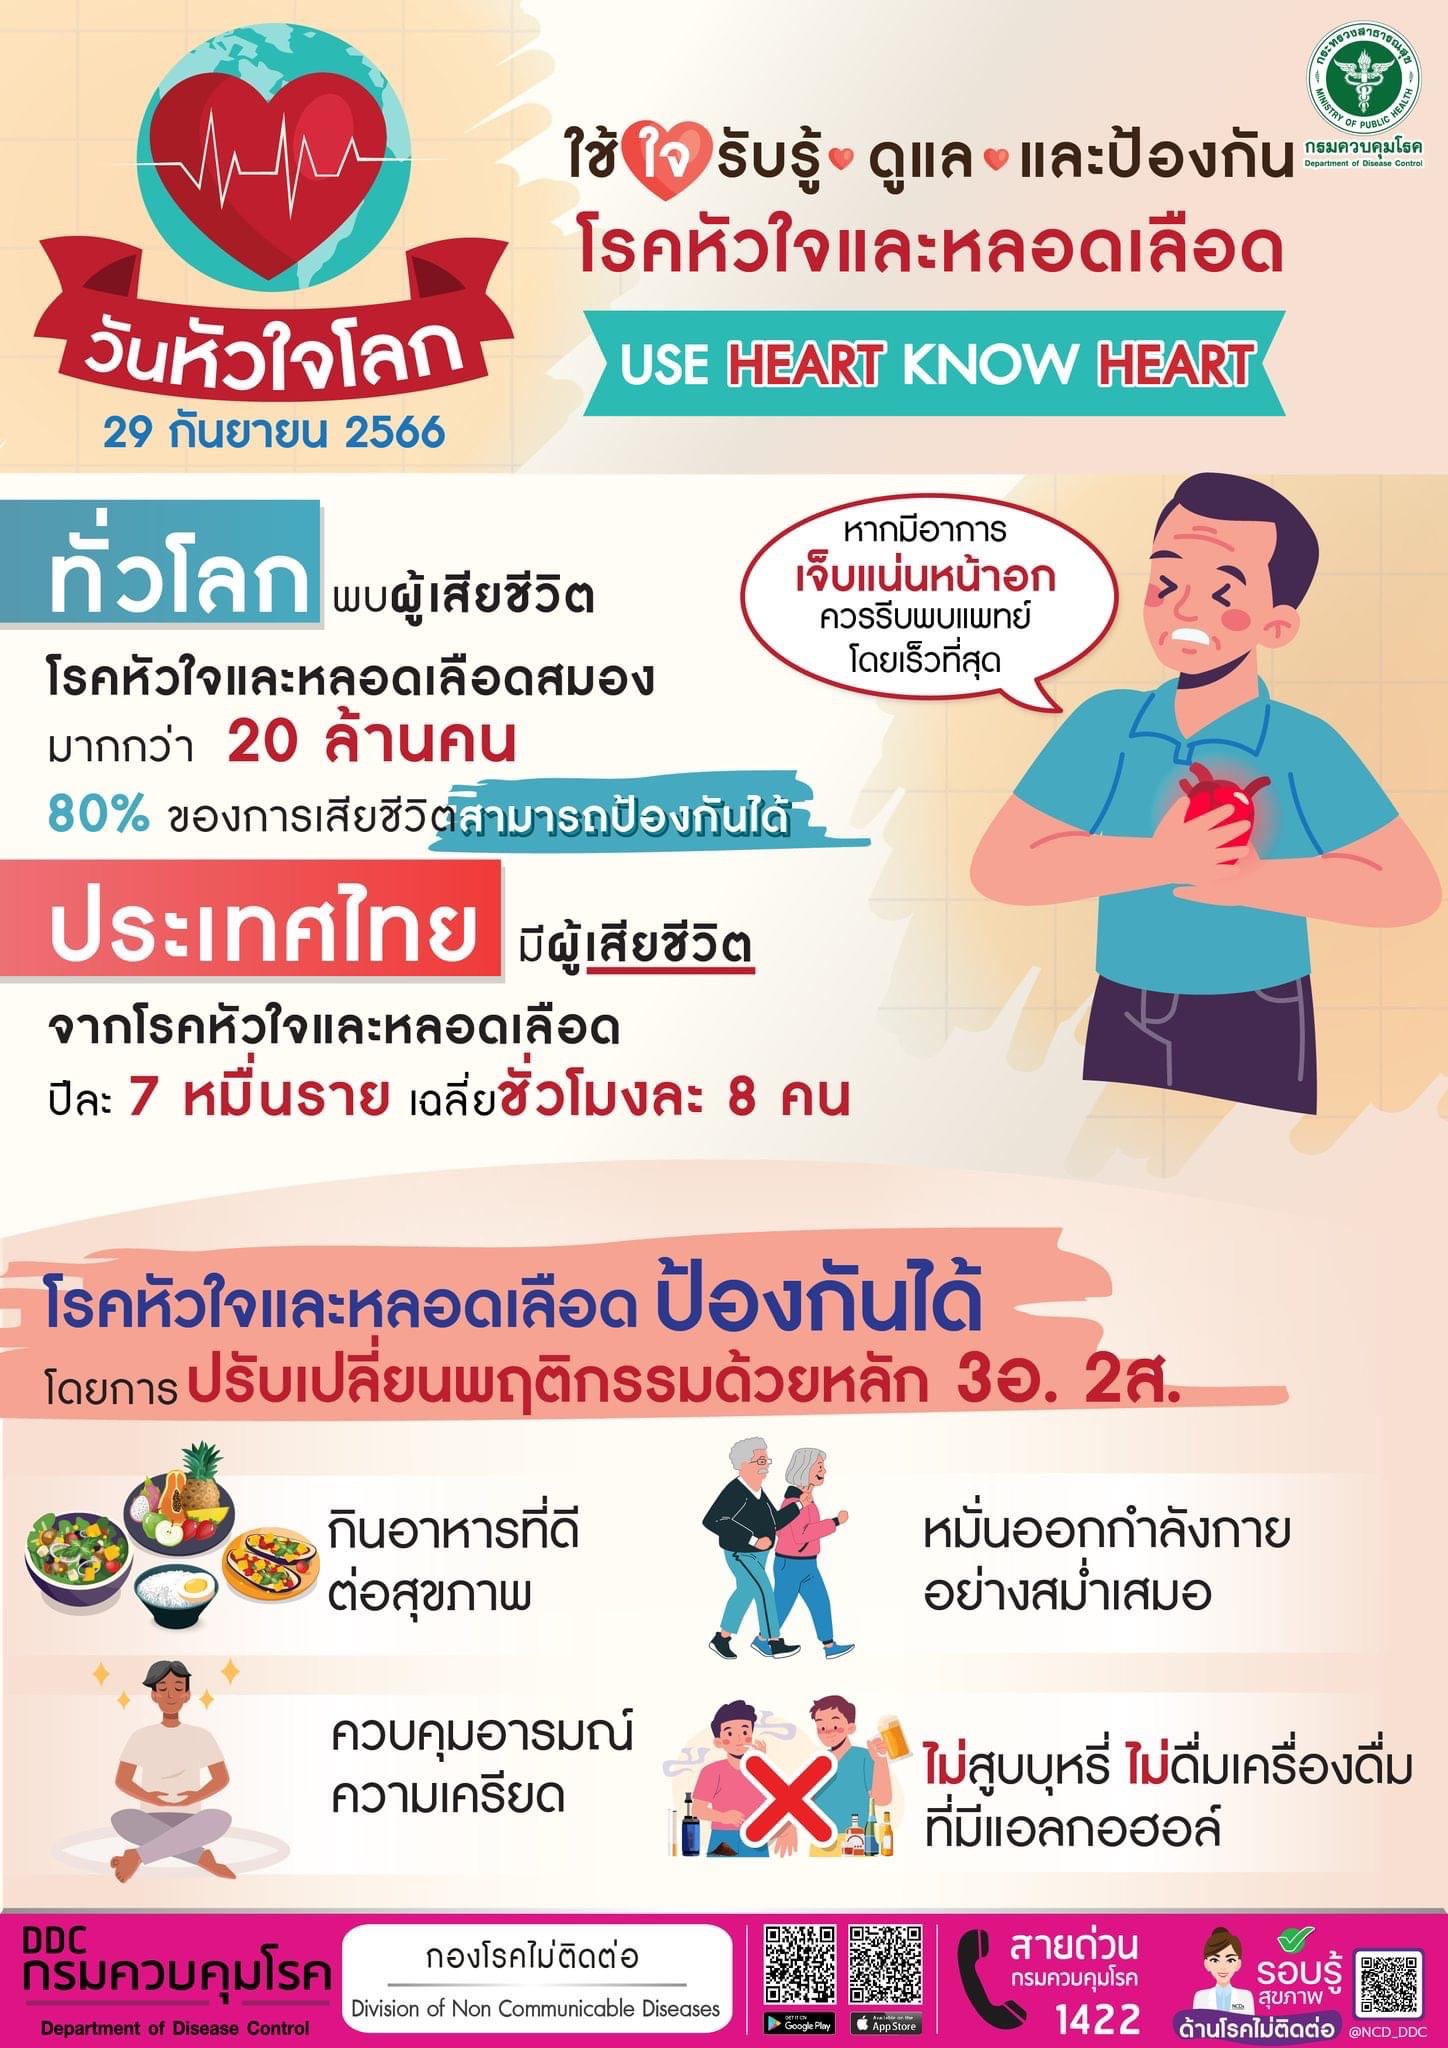 กระทรวงสาธารณสุข
MINISTRY OF PUBLIC HEALTH
กรมควบคุมโรค
Department of Disease Control
ใช้ใจรับรู้ ดูแล และป้องกัน
โรคหัวใจและหลอดเลือด
USE HEART KNOW HEART
วันหัวใจโลก
29 กันยายน 2566
ทั่วโลก พบผู้เสียชีวิต
โรคหัวใจและหลอดเลือดสมอง
มากกว่า 20 ล้านคน
80% ของการเสียชีวิตสามารถป้องกันได้
หากมีอาการ
เจ็บแน่นหน้าอก
ควรรีบพบแพทย์
โดยเร็วที่สุด
ประเทศไทย มีผู้เสียชีวิต
จากโรคหัวใจและหลอดเลือด
ปีละ 7 หมื่นราย เฉลี่ยชั่วโมงละ 8 คน
โรคหัวใจและหลอดเลือด ป้องกันได้
โดยการ ปรับเปลี่ยนพฤติกรรมด้วยหลัก 3อ. 2ส.
กินอาหารที่ดี
ต่อสุขภาพ
หมั่นออกกำลังกาย
อย่างสม่ำเสมอ
ควบคุมอารมณ์
ความเครียด
ไม่สูบบุหรี่ ไม่ดื่มเครื่องดื่ม
ที่มีแอลกอฮอล์
DDC
กรมควบคุมโรค
Department of Disease Control
กองโรคไม่ติดต่อ
Division of Non Communicable Diseases
GET IT ON
Google Play
Available on the
App Store
สายด่วน
กรมควบคุมโรค
1422
รอบรู้
สุขภาพ
NCDs
ด้านโรคไม่ติดต่อ
@NCD_DDC